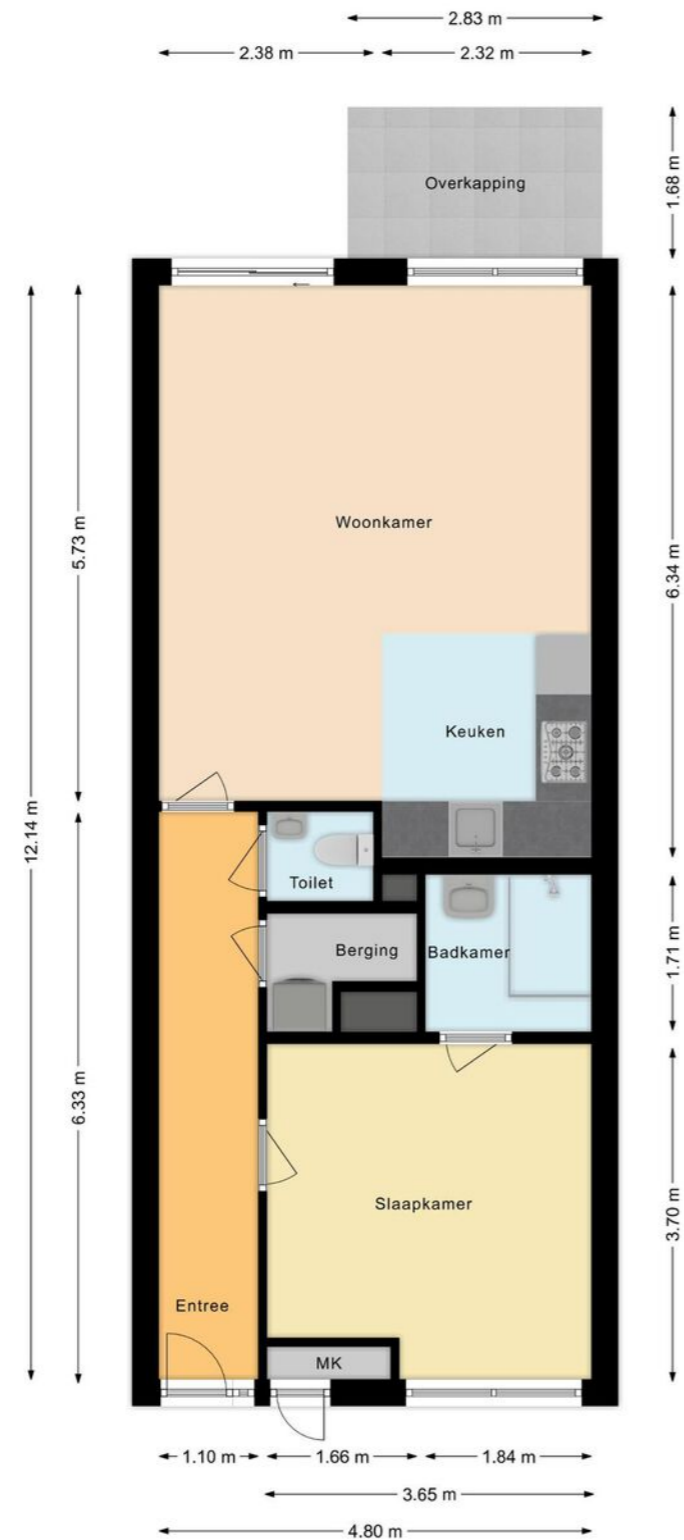 2.83 m
2.38 m
2.32 m
Overkapping
1.68 m
Woonkamer
5.73 m
6.34 m
Keuken
12.14 m
Toilet
Berging
Badkamer
1.71 m
6.33 m
Slaapkamer
3.70 m
Entree
MK
1.10 m
1.66 m
1.84 m
3.65 m
4.80 m